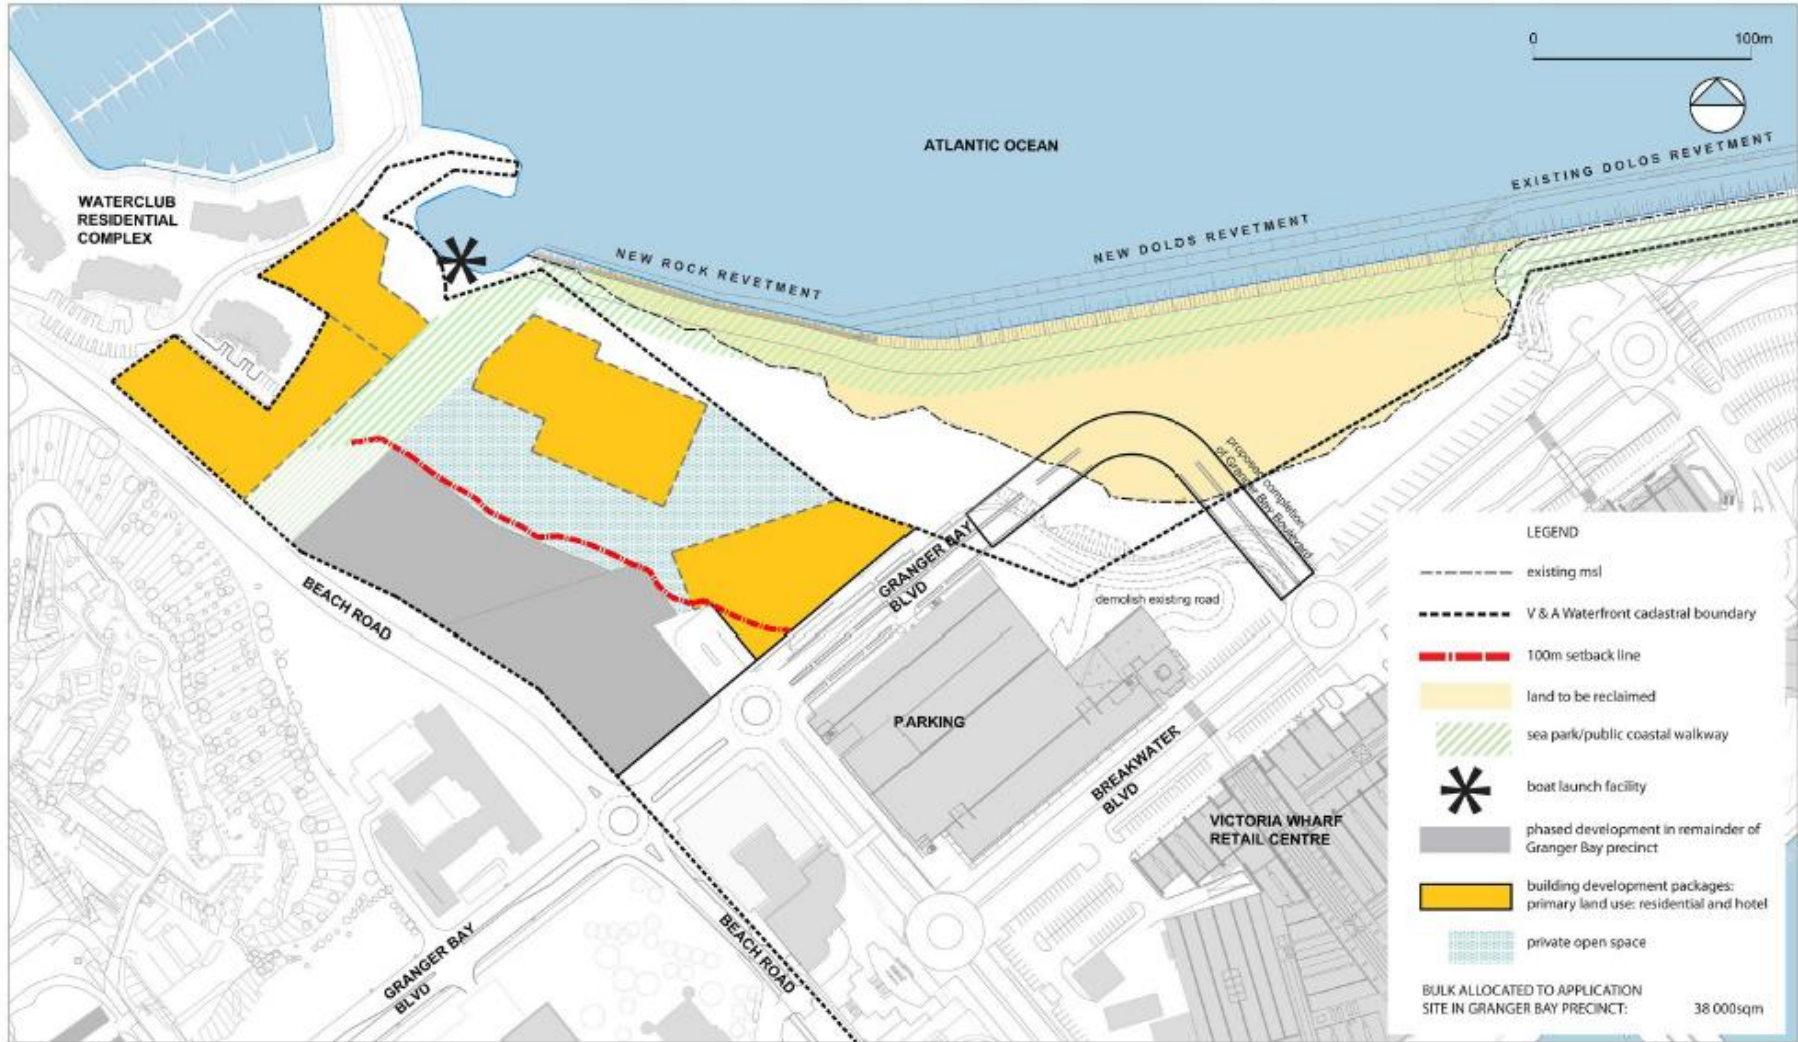 0 100m
ATLANTIC OCEAN
EXISTING DOLOS REVETMENT
WATERCLUB
RESIDENTIAL
COMPLEX
NEW DOLOS REVETMENT
NEW ROCK REVETMENT
proposed completion
of Granger Bay Boulevard
GRANGER BAY
BLVD
BEACH ROAD
demolish existing road
PARKING
BREAKWATER
BLVD
VICTORIA WHARF
RETAIL CENTRE
BEACH ROAD
GRANGER BAY
BLVD
LEGEND
existing msl
V & A Waterfront cadastral boundary
100m setback line
land to be reclaimed
sea park/public coastal walkway
boat launch facility
phased development in remainder of
Granger Bay precinct
building development packages:
primary land use: residential and hotel
private open space
BULK ALLOCATED TO APPLICATION
SITE IN GRANGER BAY PRECINCT: 38 000sqm